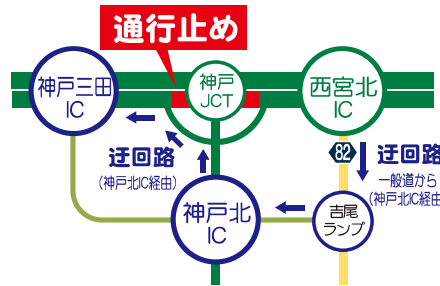 通行止め
神戸三田
IC
神戸
JCT
西宮北
IC
82
迂回路
(神戸北IC経由)
迂回路
一般道から
(神戸北IC経由
神戸北
IC
吉尾
ランプ